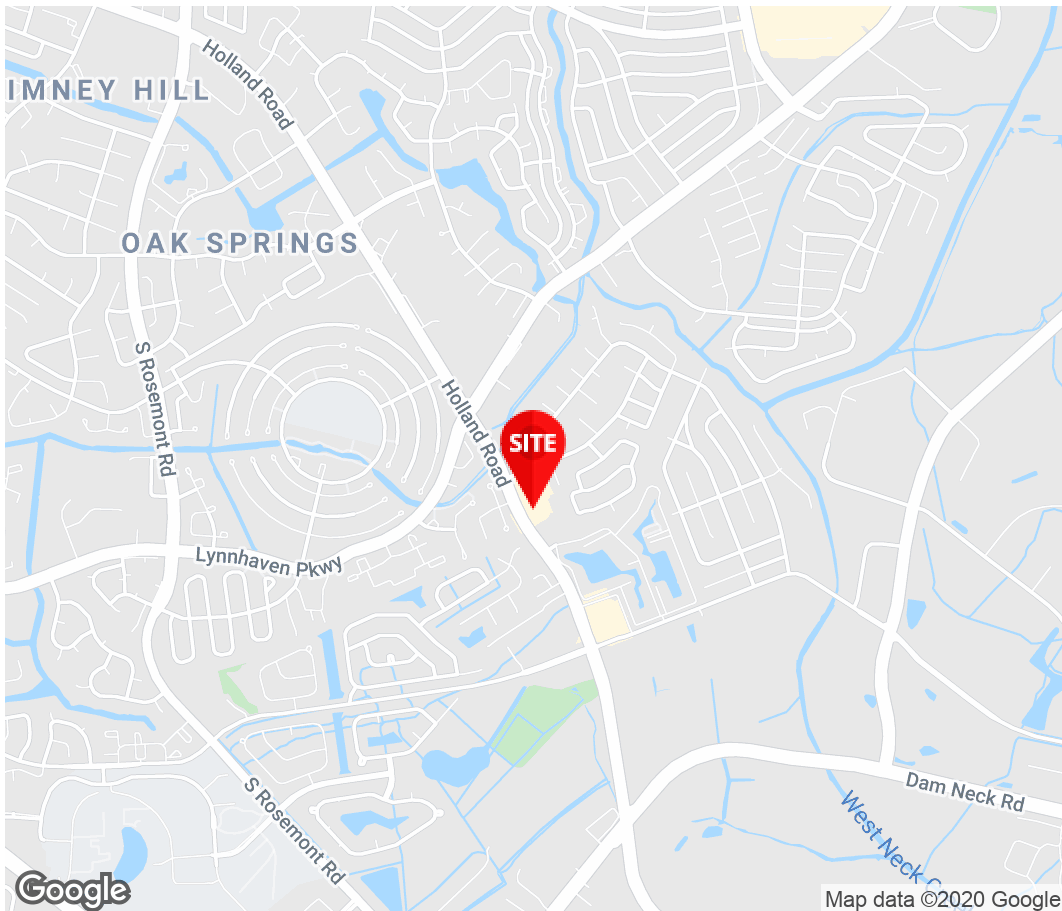 Holland Road
IMNEY HILL
OAK SPRINGS
S Rosemont Rd
Holland Road
SITE
Lynnhaven Pkwy
Dam Neck Rd
S Rosemont Rd
West Neck C
Google
Map data ©2020 Google